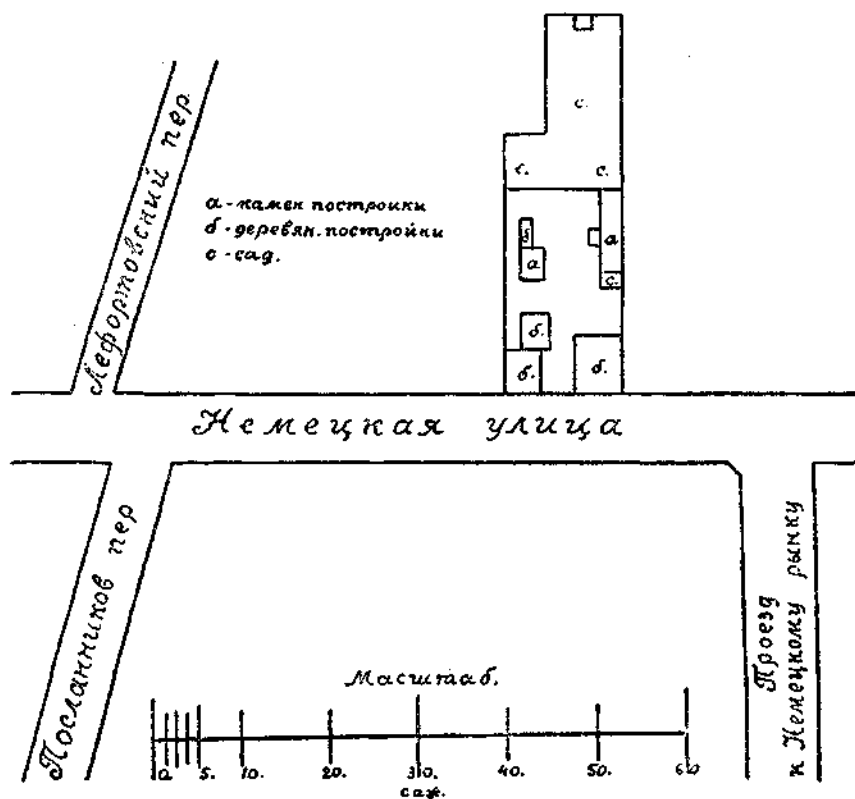 Лефортовский пер
а - камен постройки
б - деревян. постройки
с - сад.
с.
с. с.
б а
а с.
б.
б. б.
Немецкая улица
Посланников пер
Проезд
к Немецкому рынку
Масштаб.
0 5. 10. 20. 30. 40. 50. 60
саж.